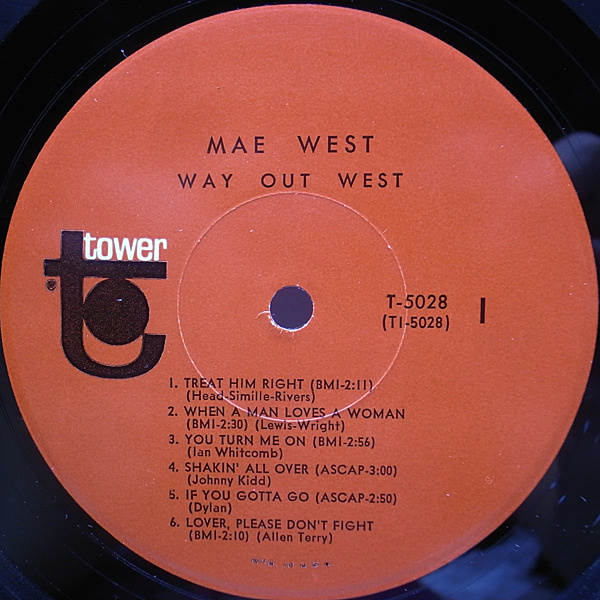 MAE WEST
WAY OUT WEST
tower
t
®
T-5028 1
(T1-5028)
1. TREAT HIM RIGHT (BMI-2:11)
(Head-Simille-Rivers)
2. WHEN A MAN LOVES A WOMAN
(BMI-2:30) (Lewis-Wright)
3. YOU TURN ME ON (BMI-2:56)
(Ian Whitcomb)
4. SHAKIN' ALL OVER (ASCAP-3:00)
(Johnny Kidd)
5. IF YOU GOTTA GO (ASCAP-2:50)
(Dylan)
6. LOVER, PLEASE DON'T FIGHT
(BMI-2:10) (Allen Terry)